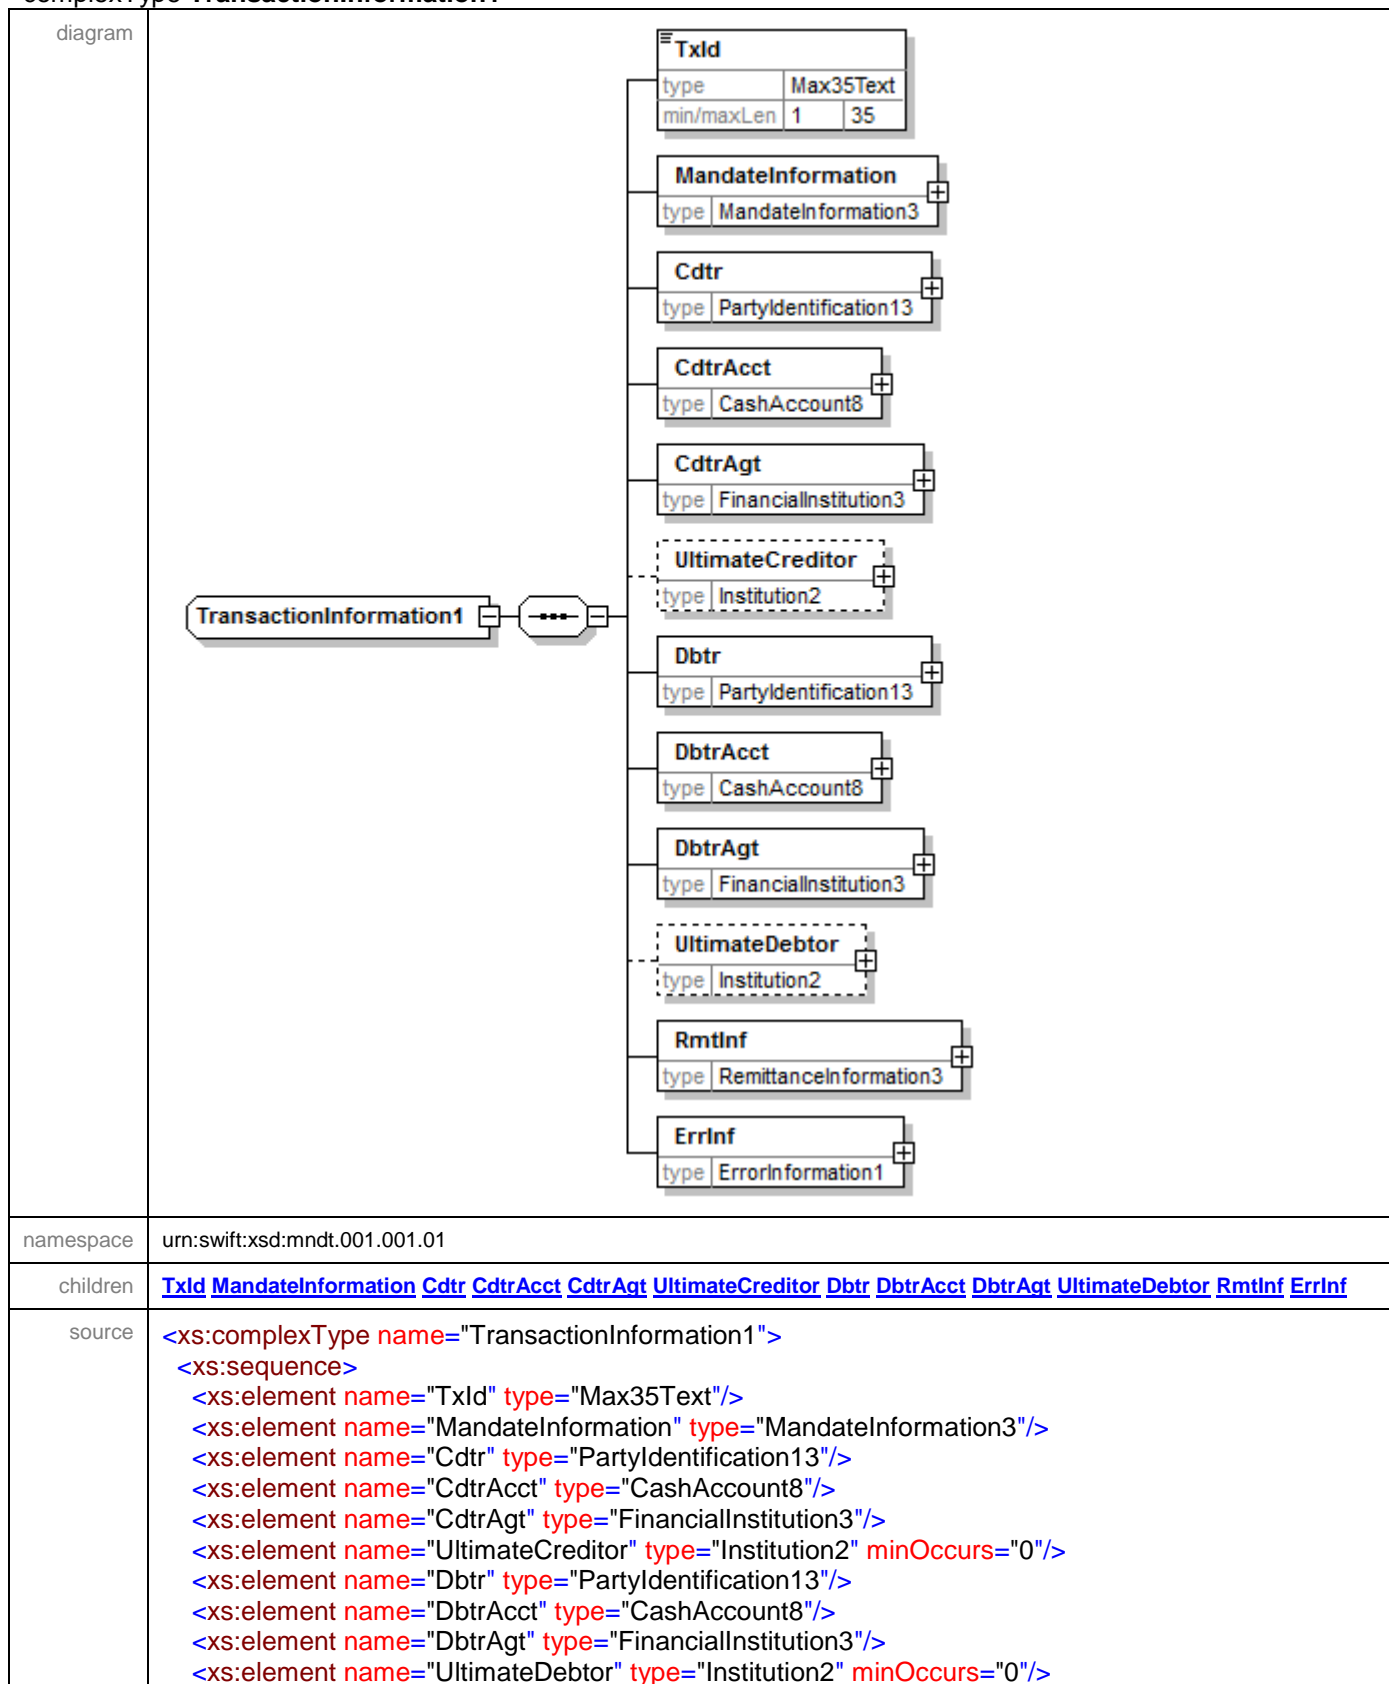 complexType TransactionInformation1
diagram
TxId
type Max35Text
min/maxLen 1 35
MandateInformation
type MandateInformation3
Cdtr
type PartyIdentification13
CdtrAcct
type CashAccount8
CdtrAgt
type FinancialInstitution3
UltimateCreditor
type Institution2
TransactionInformation1
Dbtr
type PartyIdentification13
DbtrAcct
type CashAccount8
DbtrAgt
type FinancialInstitution3
UltimateDebtor
type Institution2
RmtInf
type RemittanceInformation3
ErrInf
type ErrorInformation1
namespace urn:swift:xsd:mndt.001.001.01
children TxId MandateInformation Cdtr CdtrAcct CdtrAgt UltimateCreditor Dbtr DbtrAcct DbtrAgt UltimateDebtor RmtInf ErrInf
source <xs:complexType name="TransactionInformation1">
<xs:sequence>
<xs:element name="TxId" type="Max35Text"/>
<xs:element name="MandateInformation" type="MandateInformation3"/>
<xs:element name="Cdtr" type="PartyIdentification13"/>
<xs:element name="CdtrAcct" type="CashAccount8"/>
<xs:element name="CdtrAgt" type="FinancialInstitution3"/>
<xs:element name="UltimateCreditor" type="Institution2" minOccurs="0"/>
<xs:element name="Dbtr" type="PartyIdentification13"/>
<xs:element name="DbtrAcct" type="CashAccount8"/>
<xs:element name="DbtrAgt" type="FinancialInstitution3"/>
<xs:element name="UltimateDebtor" type="Institution2" minOccurs="0"/>